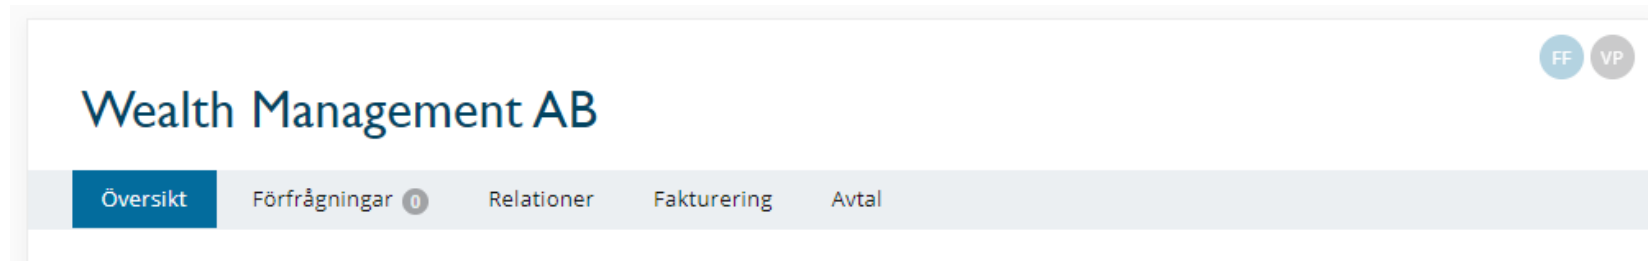 FF VP
Wealth Management AB
Översikt Förfrågningar 0 Relationer Fakturering Avtal